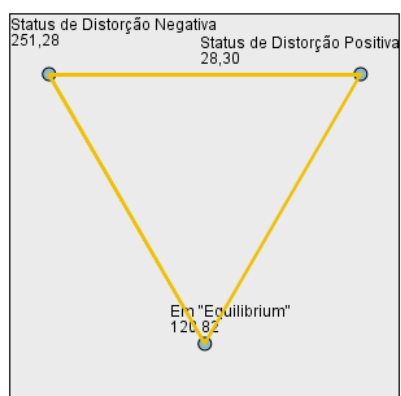 Status de Distorção Negativa
251,28
Status de Distorção Positiva
28,30
Em "Equilibrium"
120,82